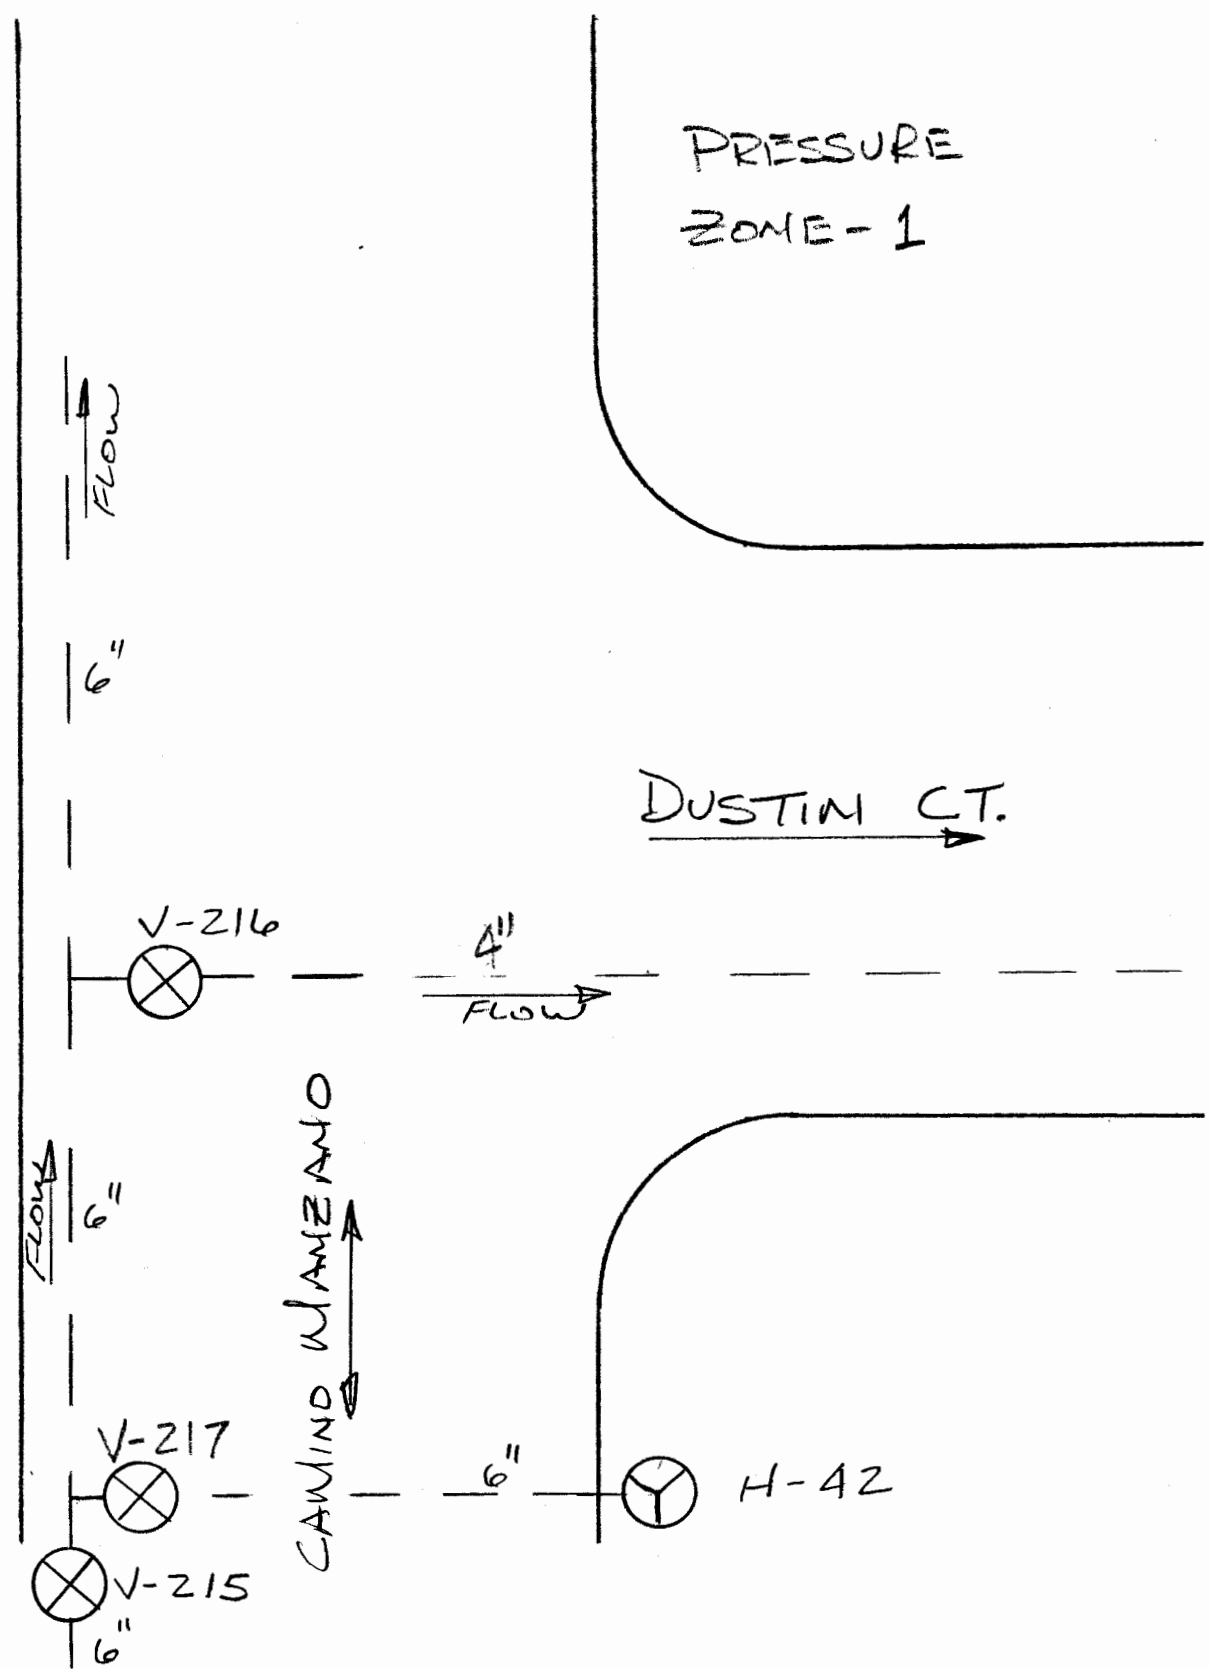 PRESSURE
ZONE-1
FLOW
6"
DUSTIN CT.
V-216
4"
FLOW
FLOW
6"
CAMINO MANZANO
V-217
6"
H-42
V-215
6"